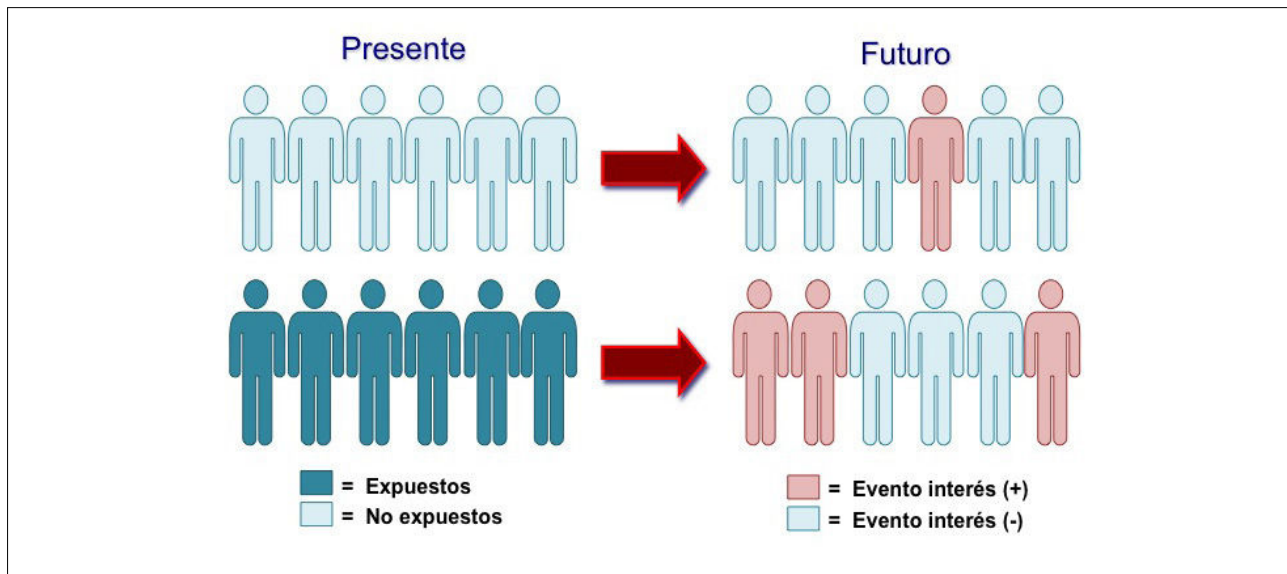 Presente
Futuro
= Expuestos
= No expuestos
= Evento interés (+)
= Evento interés (-)